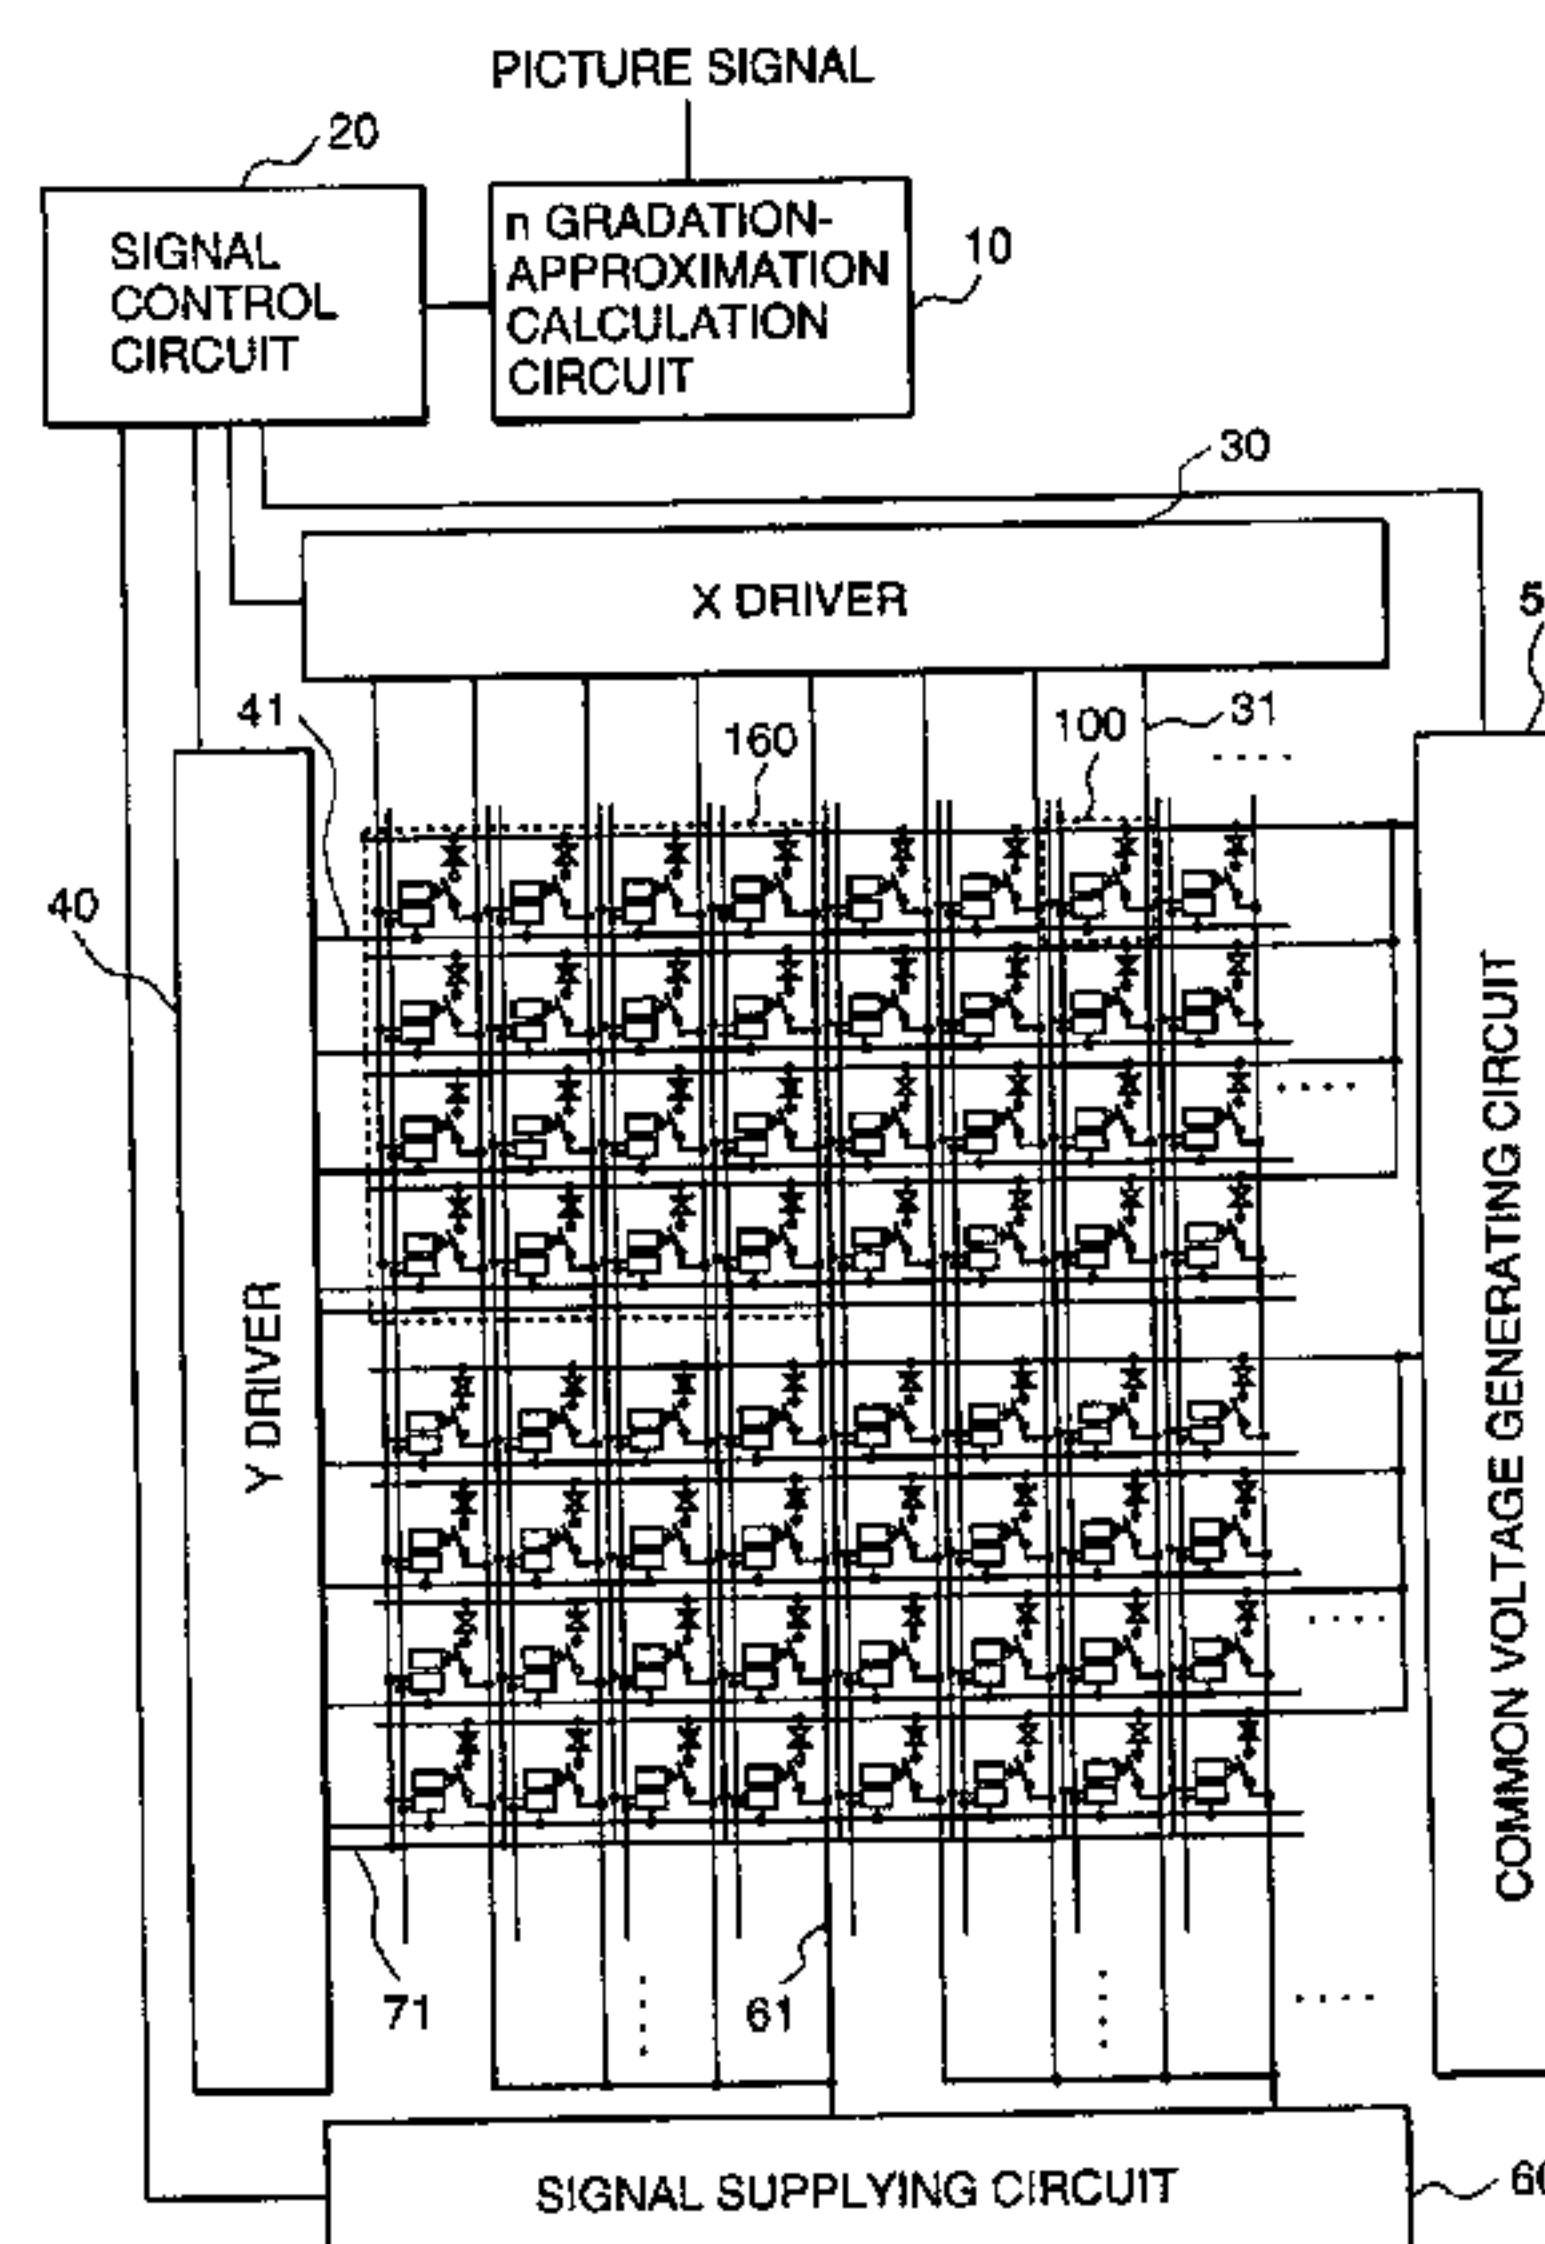 PICTURE SIGNAL
20
SIGNAL
CONTROL
CIRCUIT
n GRADATION-
APPROXIMATION
CALCULATION
CIRCUIT
10
30
X DRIVER
41
160
100
31
40
Y DRIVER
COMMON VOLTAGE GENERATING CIRCUIT
71
61
SIGNAL SUPPLYING CIRCUIT